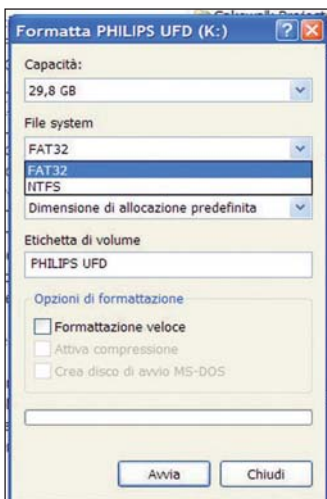 Formatta PHILIPS UFD (K:)
Capacità:
29,8 GB
File system
FAT32
FAT32
NTFS
Dimensione di allocazione predefinita
Etichetta di volume
PHILIPS UFD
Opzioni di formattazione
Formattazione veloce
Attiva compressione
Crea disco di avvio MS-DOS
Avvia
Chiudi